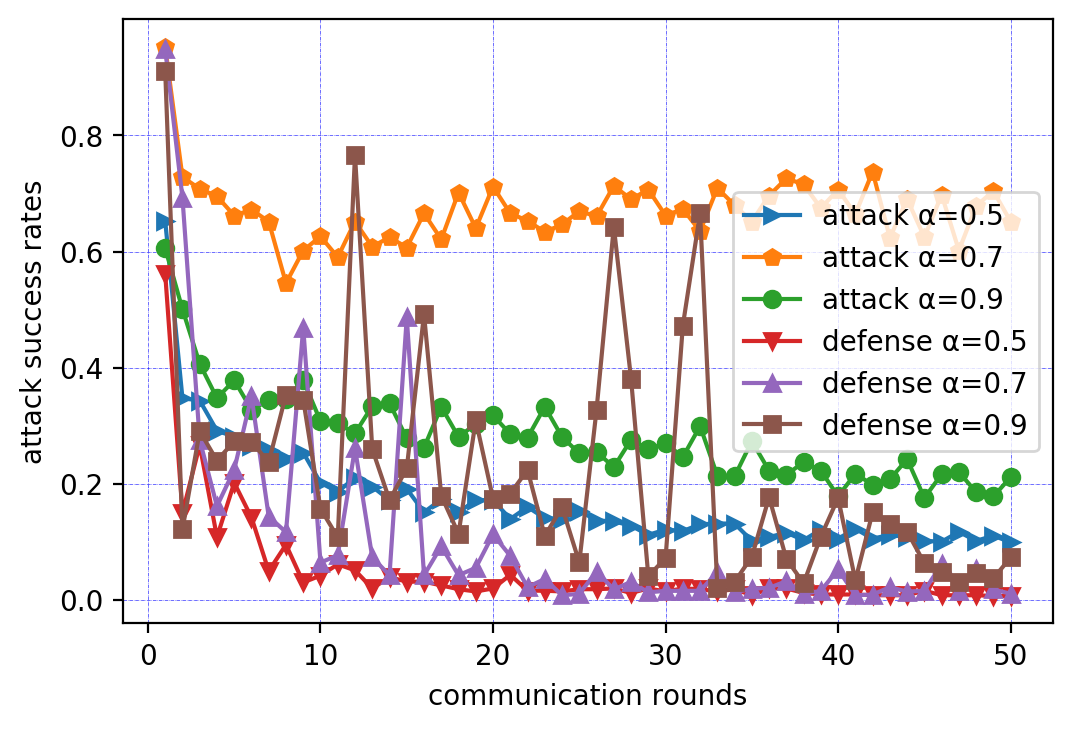 attack success rates
0.8
0.6
0.4
0.2
0.0
0
10
20
30
40
50
communication rounds
attack α=0.5
attack α=0.7
attack α=0.9
defense α=0.5
defense α=0.7
defense α=0.9